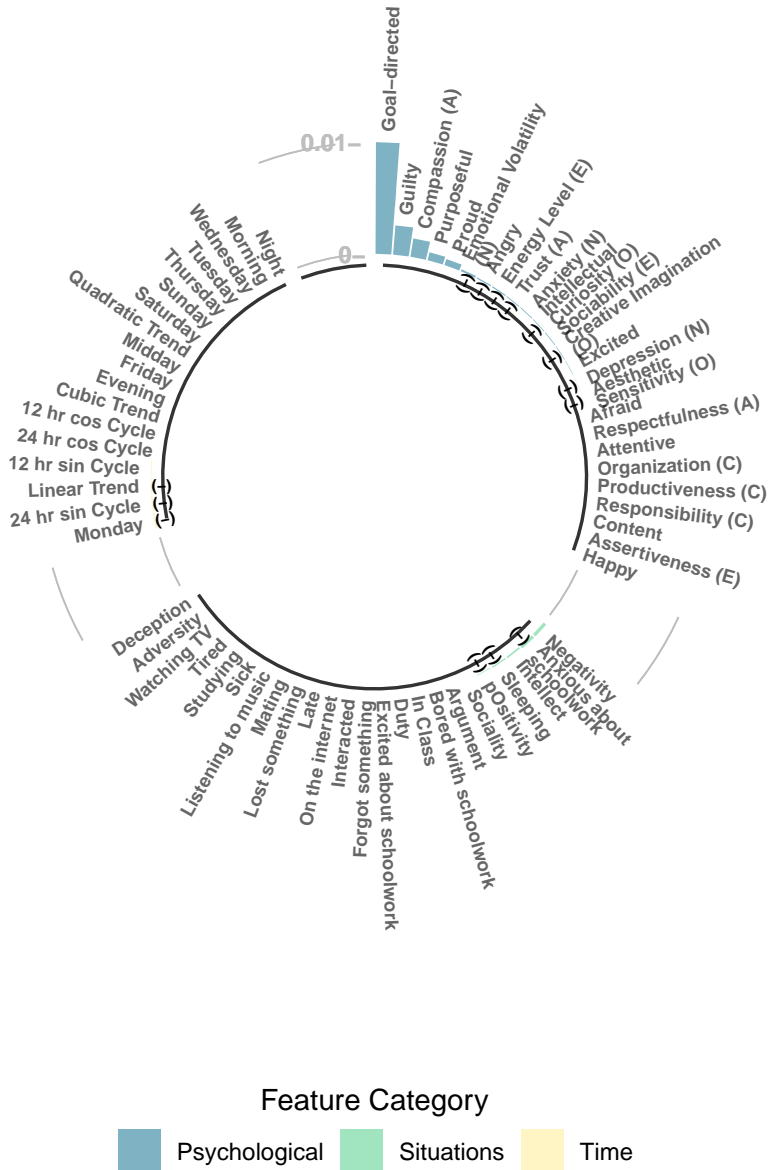 Goal-directed
Guilty
Compassion (A)
Purposeful
Proud
Emotional Volatility
(N)
Angry
Energy Level (E)
Trust (A)
Anxiety (N)
Intellectual
Curiosity (O)
Sociability (E)
Creative Imagination
(O)
Excited
Depression (N)
Aesthetic
Sensitivity (O)
Afraid
Respectfulness (A)
Attentive
Organization (C)
Productiveness (C)
Responsibility (C)
Content
Assertiveness (E)
Happy
Negativity
Anxious about
schoolwork
Intellect
Sleeping
pOsitivity
Sociality
Argument
Bored with schoolwork
In Class
Duty
Excited about schoolwork
Forgot something
Interacted
On the internet
Late
Lost something
Mating
Listening to music
Sick
Studying
Tired
Watching TV
Adversity
Deception
Monday
24 hr sin Cycle
Linear Trend
12 hr sin Cycle
24 hr cos Cycle
12 hr cos Cycle
Cubic Trend
Evening
Friday
Midday
Quadratic Trend
Saturday
Sunday
Thursday
Tuesday
Wednesday
Morning
Night
0.01
0
(-)
(-)
(-)
(-)
(-)
(-)
(-)
(-)
(-)
(-)
(-)
(-)
(-)
(-)
Feature Category
Psychological
Situations
Time